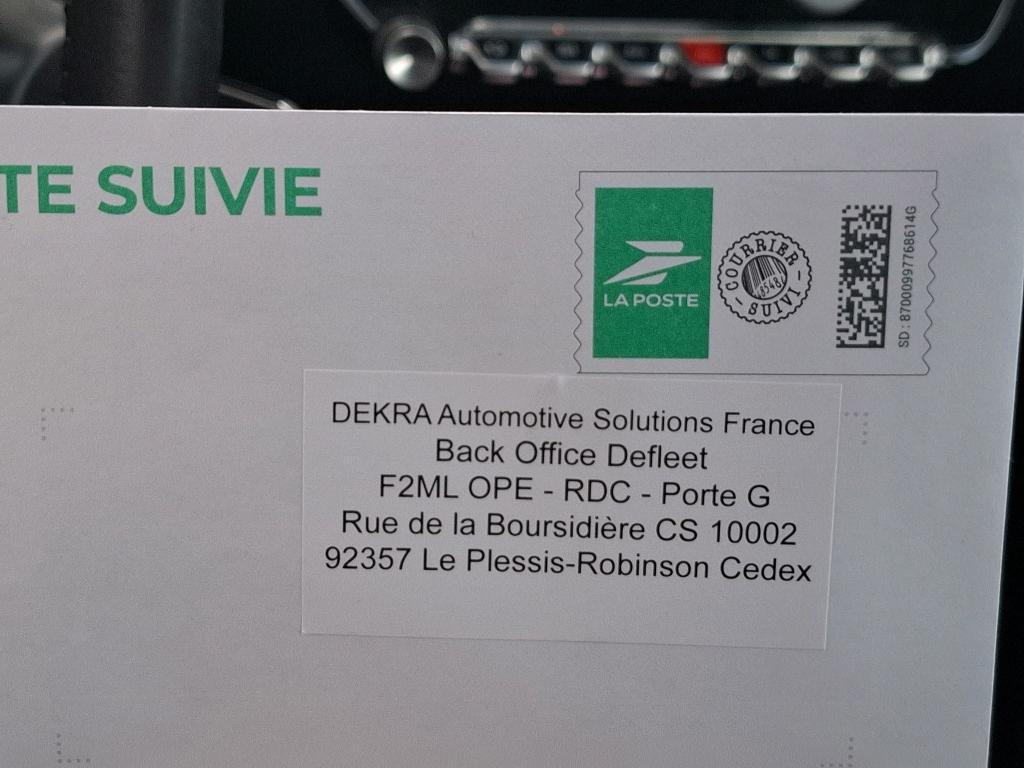 TE SUIVIE
LA POSTE
COURRIER
SUIVI
SD : 87000997768614G
DEKRA Automotive Solutions France
Back Office Defleet
F2ML OPE - RDC - Porte G
Rue de la Boursidière CS 10002
92357 Le Plessis-Robinson Cedex